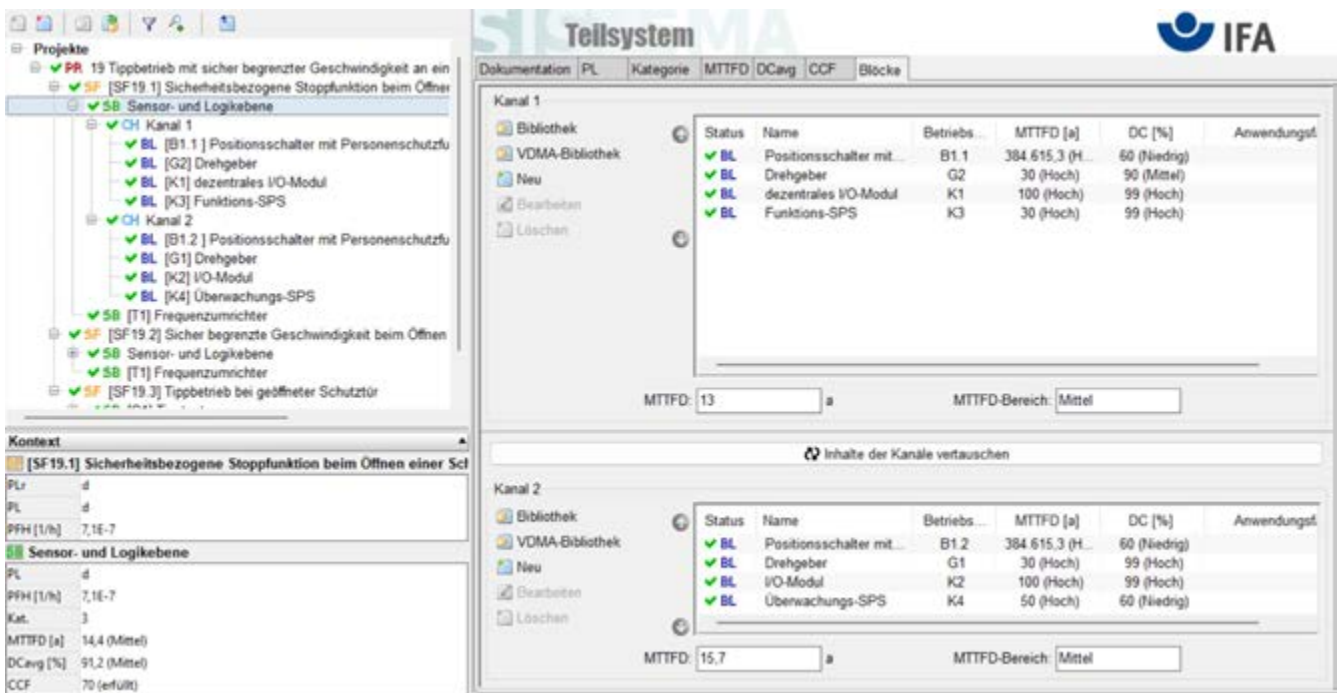 Projekte
PR 19 Tippbetrieb mit sicher begrenzter Geschwindigkeit an ein
SF [SF19.1] Sicherheitsbezogene Stoppfunktion beim Öffner
SB Sensor- und Logikebene
CH Kanal 1
BL [B1.1 ] Positionsschalter mit Personenschutzfu
BL [G2] Drehgeber
BL [K1] dezentrales I/O-Modul
BL [K3] Funktions-SPS
CH Kanal 2
BL [B1.2 ] Positionsschalter mit Personenschutzfu
BL [G1] Drehgeber
BL [K2] I/O-Modul
BL [K4] Überwachungs-SPS
SB [T1] Frequenzumrichter
SF [SF19.2] Sicher begrenzte Geschwindigkeit beim Öffnen
SB Sensor- und Logikebene
SB [T1] Frequenzumrichter
SF [SF19.3] Tippbetrieb bei geöffneter Schutztür
Kontext
[SF19.1] Sicherheitsbezogene Stoppfunktion beim Öffnen einer Sch
PLr d
PL d
PFH [1/h] 7,1E-7
SB Sensor- und Logikebene
PL d
PFH [1/h] 7,1E-7
Kat. 3
MTTFD [a] 14,4 (Mittel)
DCavg [%] 91,2 (Mittel)
CCF 70 (erfüllt)
SISTEMA
Teilsystem
IFA
Dokumentation PL Kategorie MTTFD DCavg CCF Blöcke
Kanal 1
Bibliothek
VDMA-Bibliothek
Neu
Bearbeiten
Löschen
Status Name Betriebs... MTTFD [a] DC [%] Anwendungsf
BL Positionsschalter mit... B1.1 384.615,3 (H... 60 (Niedrig)
BL Drehgeber G2 30 (Hoch) 90 (Mittel)
BL dezentrales I/O-Modul K1 100 (Hoch) 99 (Hoch)
BL Funktions-SPS K3 30 (Hoch) 99 (Hoch)
MTTFD: 13 a MTTFD-Bereich: Mittel
Inhalte der Kanäle vertauschen
Kanal 2
Bibliothek
VDMA-Bibliothek
Neu
Bearbeiten
Löschen
Status Name Betriebs... MTTFD [a] DC [%] Anwendungsf
BL Positionsschalter mit... B1.2 384.615,3 (H... 60 (Niedrig)
BL Drehgeber G1 30 (Hoch) 99 (Hoch)
BL I/O-Modul K2 100 (Hoch) 99 (Hoch)
BL Überwachungs-SPS K4 50 (Hoch) 60 (Niedrig)
MTTFD: 15,7 a MTTFD-Bereich: Mittel